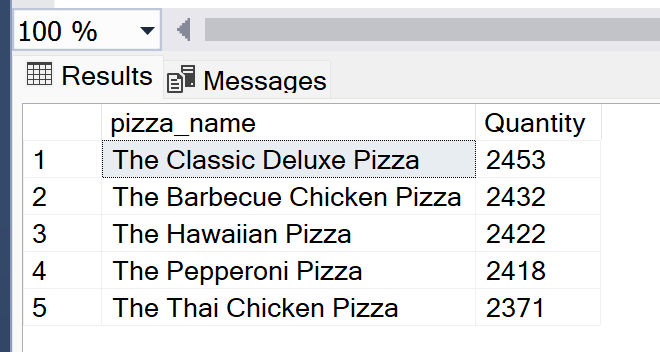 100 %
Results Messages
pizza_name Quantity
1 The Classic Deluxe Pizza 2453
2 The Barbecue Chicken Pizza 2432
3 The Hawaiian Pizza 2422
4 The Pepperoni Pizza 2418
5 The Thai Chicken Pizza 2371